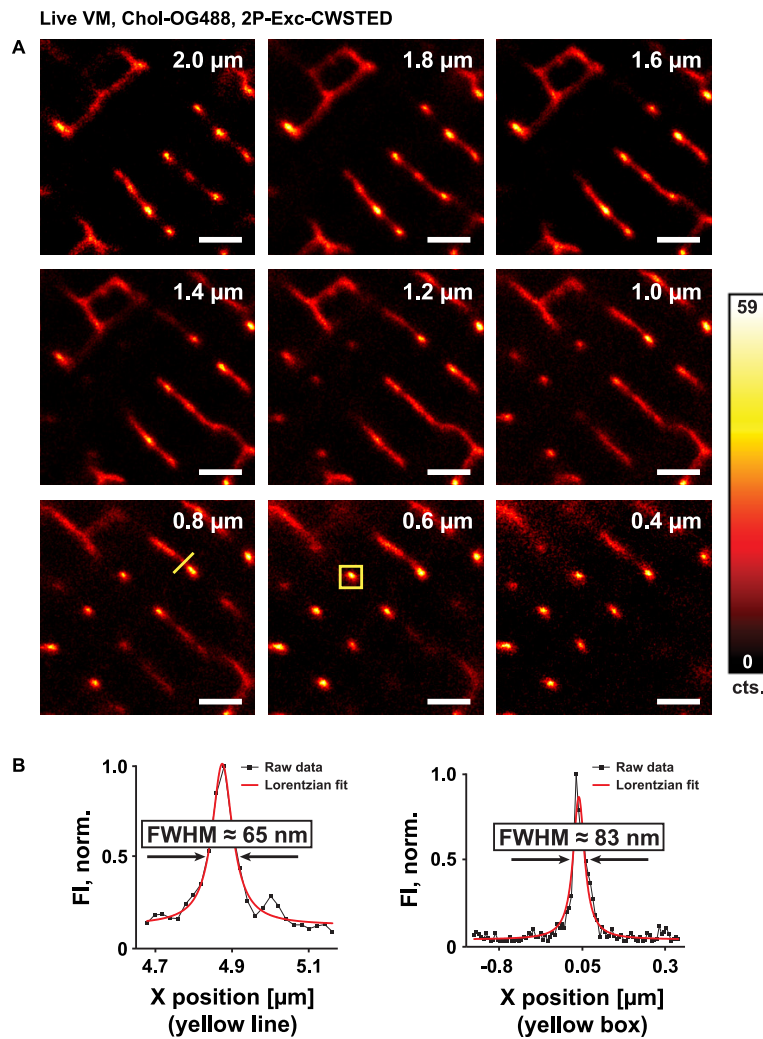 Live VM, Chol-OG488, 2P-Exc-CWSTED
A
2.0 µm
1.8 µm
1.6 µm
1.4 µm
1.2 µm
1.0 µm
59
0
cts.
0.8 µm
0.6 µm
0.4 µm
B
Raw data
Lorentzian fit
FWHM ≈ 65 nm
FI, norm.
1.0
0.5
0
4.7 4.9 5.1
X position [µm]
(yellow line)
Raw data
Lorentzian fit
FWHM ≈ 83 nm
FI, norm.
1.0
0.5
0
-0.8 0.05 0.3
X position [µm]
(yellow box)